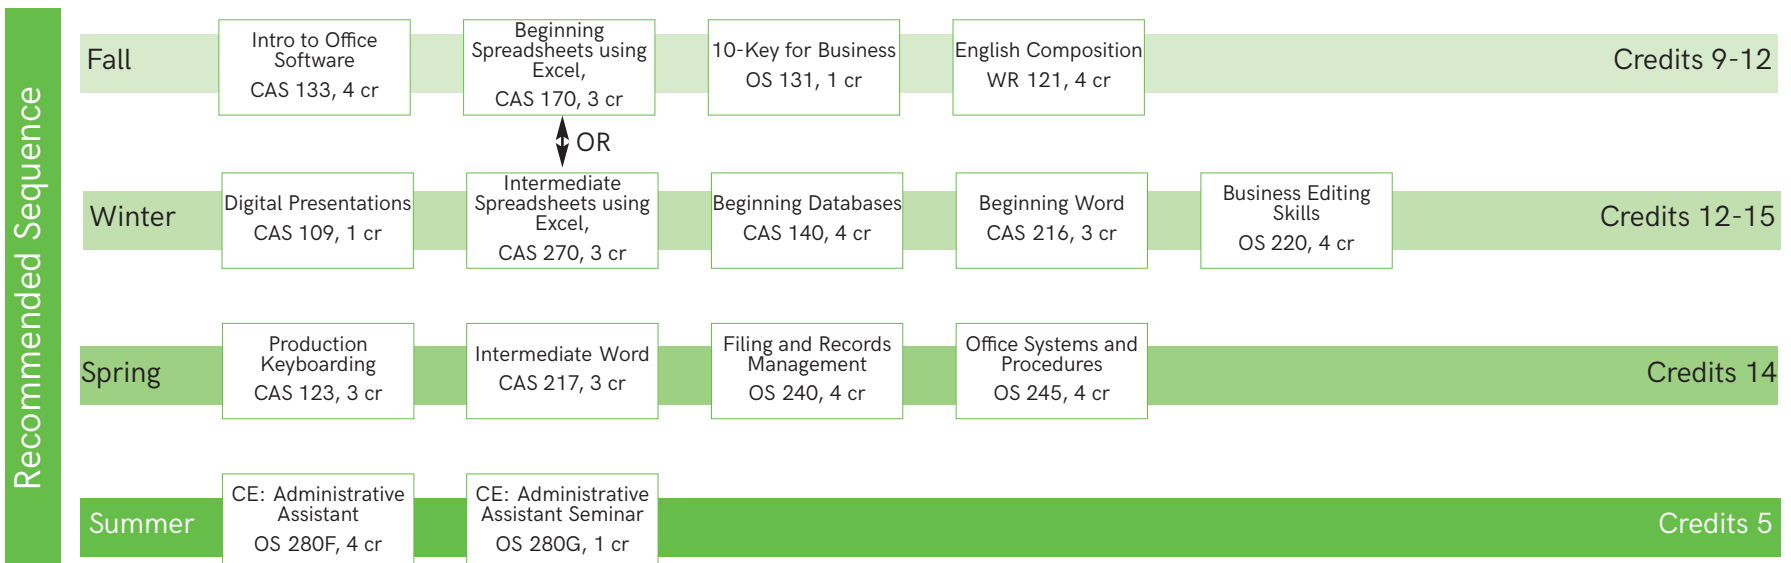 Recommended Sequence
Fall
Intro to Office
Software
CAS 133, 4 cr
Beginning
Spreadsheets using
Excel,
CAS 170, 3 cr
10-Key for Business
OS 131, 1 cr
English Composition
WR 121, 4 cr
Credits 9-12
OR
Winter
Digital Presentations
CAS 109, 1 cr
Intermediate
Spreadsheets using
Excel,
CAS 270, 3 cr
Beginning Databases
CAS 140, 4 cr
Beginning Word
CAS 216, 3 cr
Business Editing
Skills
OS 220, 4 cr
Credits 12-15
Spring
Production
Keyboarding
CAS 123, 3 cr
Intermediate Word
CAS 217, 3 cr
Filing and Records
Management
OS 240, 4 cr
Office Systems and
Procedures
OS 245, 4 cr
Credits 14
Summer
CE: Administrative
Assistant
OS 280F, 4 cr
CE: Administrative
Assistant Seminar
OS 280G, 1 cr
Credits 5